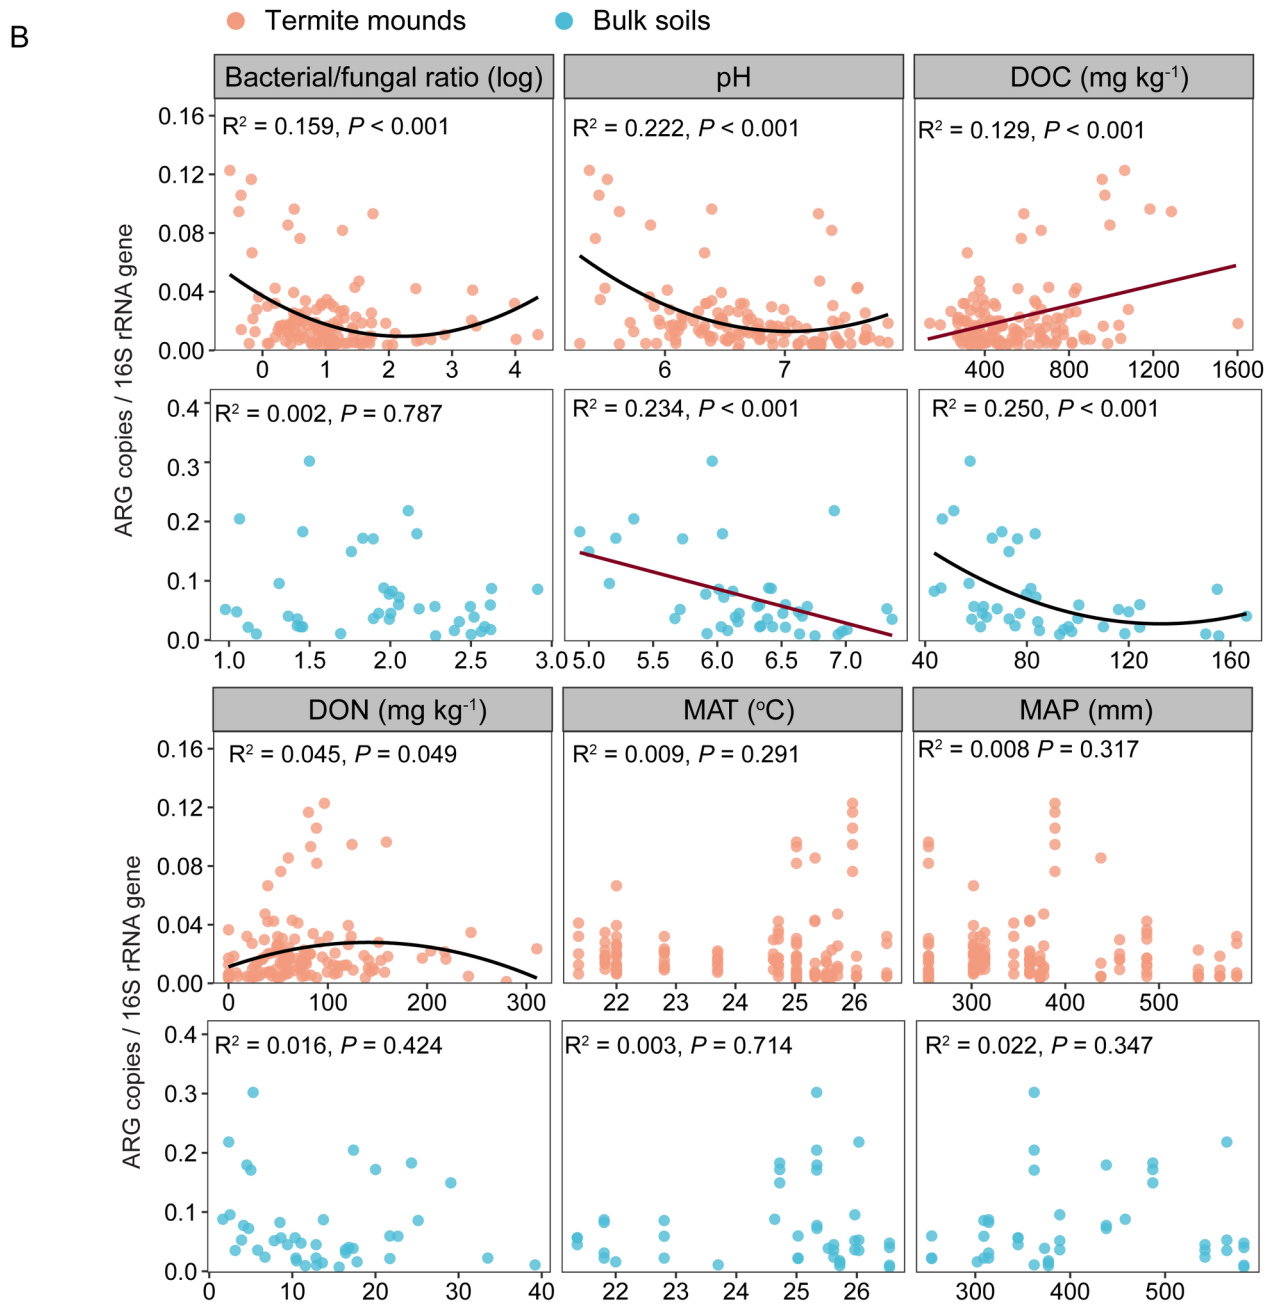 B
Termite mounds
Bulk soils
Bacterial/fungal ratio (log)
pH
DOC (mg kg⁻¹)
ARG copies / 16S rRNA gene
0.16
0.12
0.08
0.04
0.00
R² = 0.159, P < 0.001
R² = 0.222, P < 0.001
R² = 0.129, P < 0.001
0 1 2 3 4
6 7
400 800 1200 1600
0.4
0.3
0.2
0.1
0.0
R² = 0.002, P = 0.787
R² = 0.234, P < 0.001
R² = 0.250, P < 0.001
1.0 1.5 2.0 2.5 3.0
5.0 5.5 6.0 6.5 7.0
40 80 120 160
DON (mg kg⁻¹)
MAT (°C)
MAP (mm)
ARG copies / 16S rRNA gene
0.16
0.12
0.08
0.04
0.00
R² = 0.045, P = 0.049
R² = 0.009, P = 0.291
R² = 0.008 P = 0.317
0 100 200 300
22 23 24 25 26
300 400 500
0.4
0.3
0.2
0.1
0.0
R² = 0.016, P = 0.424
R² = 0.003, P = 0.714
R² = 0.022, P = 0.347
0 10 20 30 40
22 23 24 25 26
300 400 500